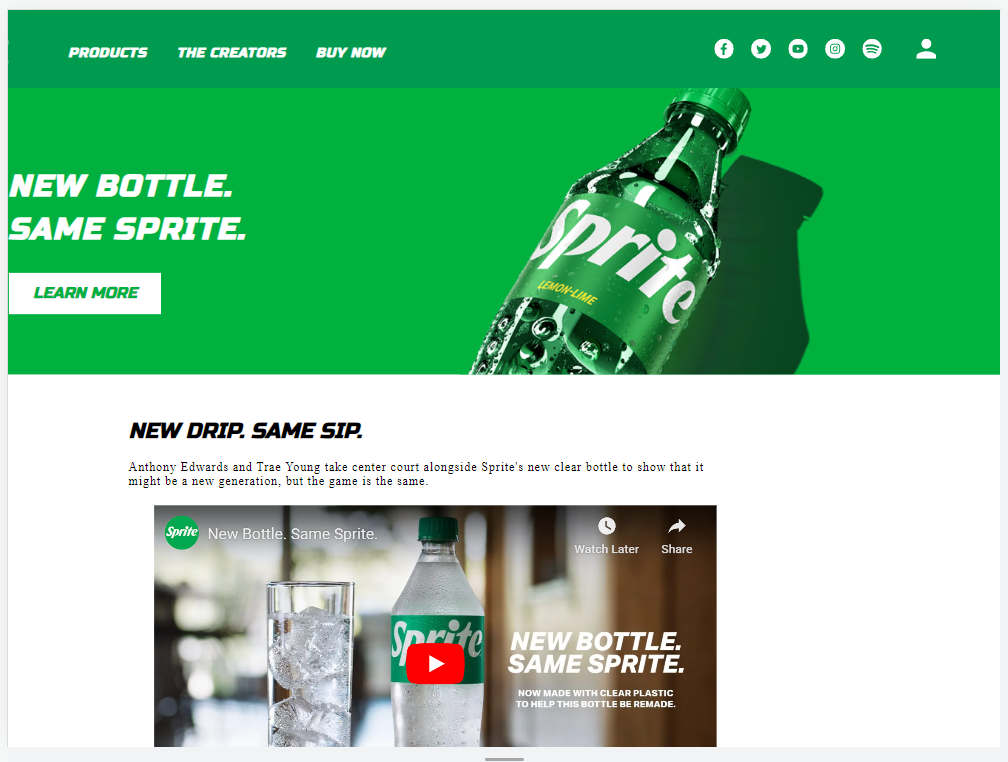 PRODUCTS THE CREATORS BUY NOW
NEW BOTTLE.
SAME SPRITE.
LEARN MORE
Sprite
LEMON-LIME
NEW DRIP. SAME SIP.
Anthony Edwards and Trae Young take center court alongside Sprite's new clear bottle to show that it
might be a new generation, but the game is the same.
Sprite New Bottle. Same Sprite.
Watch Later Share
Sprite
NEW BOTTLE.
SAME SPRITE.
NOW MADE WITH CLEAR PLASTIC
TO HELP THIS BOTTLE BE REMADE.